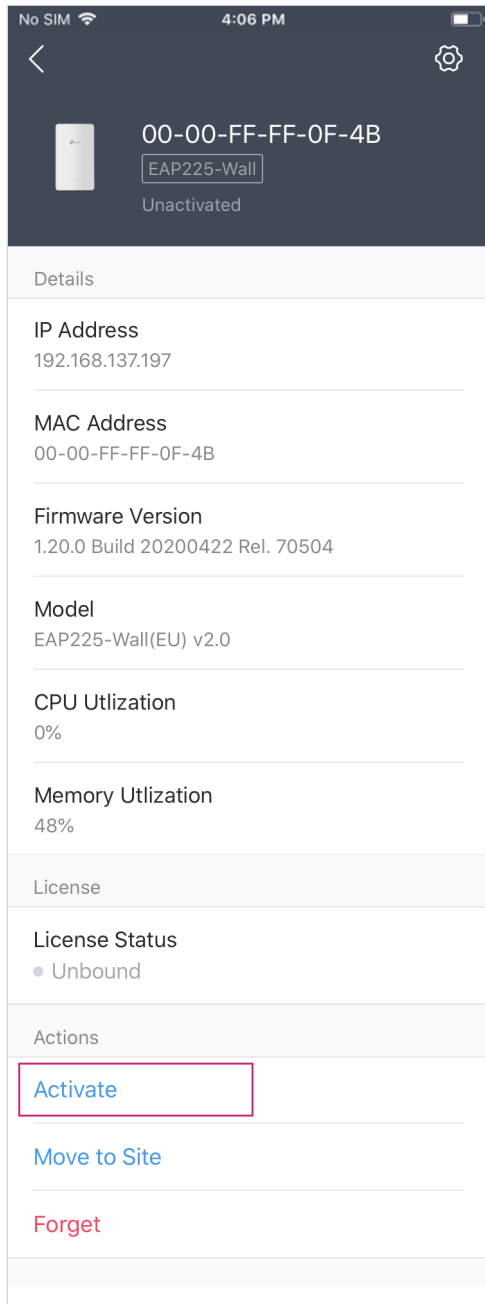 No SIM
4:06 PM
00-00-FF-FF-0F-4B
EAP225-Wall
Unactivated
Details
IP Address
192.168.137.197
MAC Address
00-00-FF-FF-0F-4B
Firmware Version
1.20.0 Build 20200422 Rel. 70504
Model
EAP225-Wall(EU) v2.0
CPU Utlization
0%
Memory Utlization
48%
License
License Status
Unbound
Actions
Activate
Move to Site
Forget